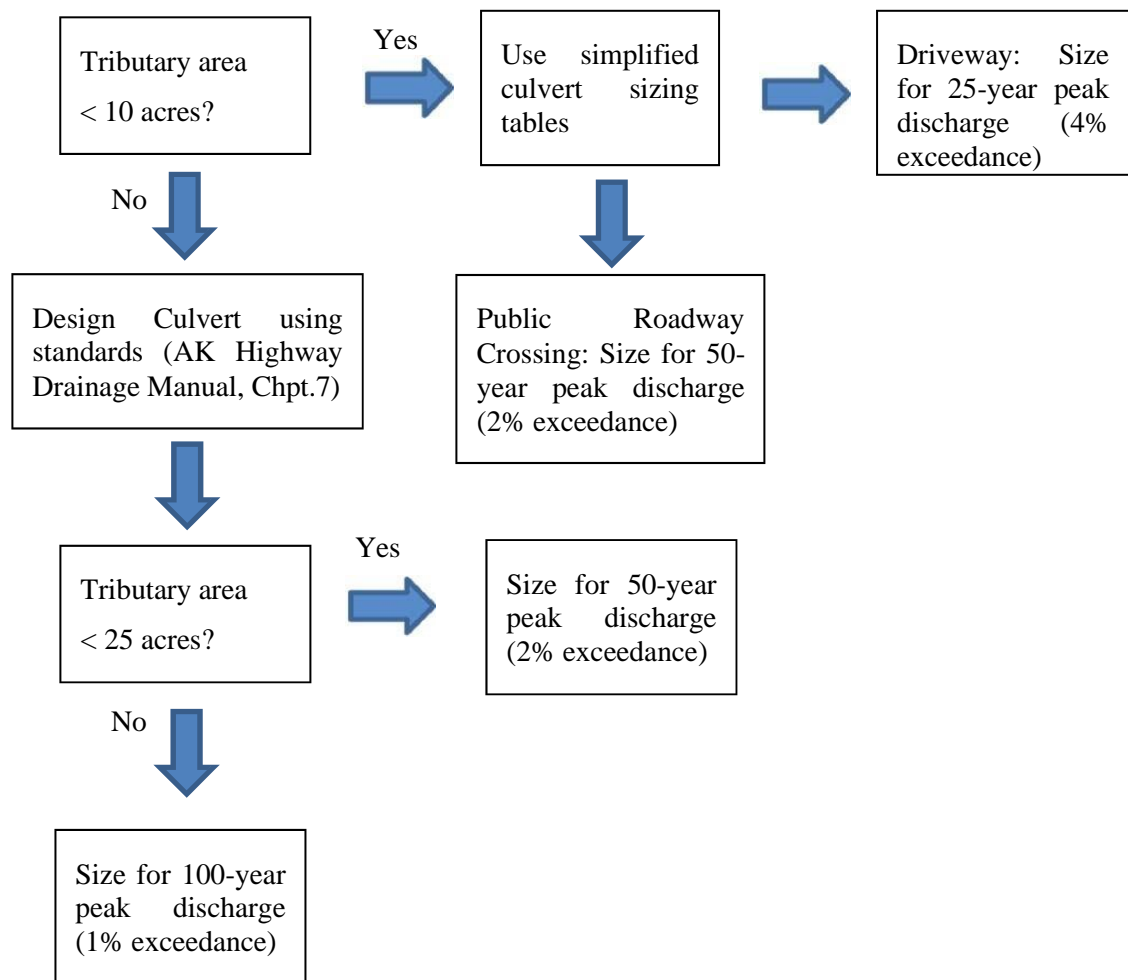 Tributary area
< 10 acres?
Yes
Use simplified
culvert sizing
tables
Driveway: Size
for 25-year peak
discharge (4%
exceedance)
No
Design Culvert using
standards (AK Highway
Drainage Manual, Chpt.7)
Public Roadway
Crossing: Size for 50-
year peak discharge
(2% exceedance)
Tributary area
< 25 acres?
Yes
Size for 50-year
peak discharge
(2% exceedance)
No
Size for 100-year
peak discharge
(1% exceedance)